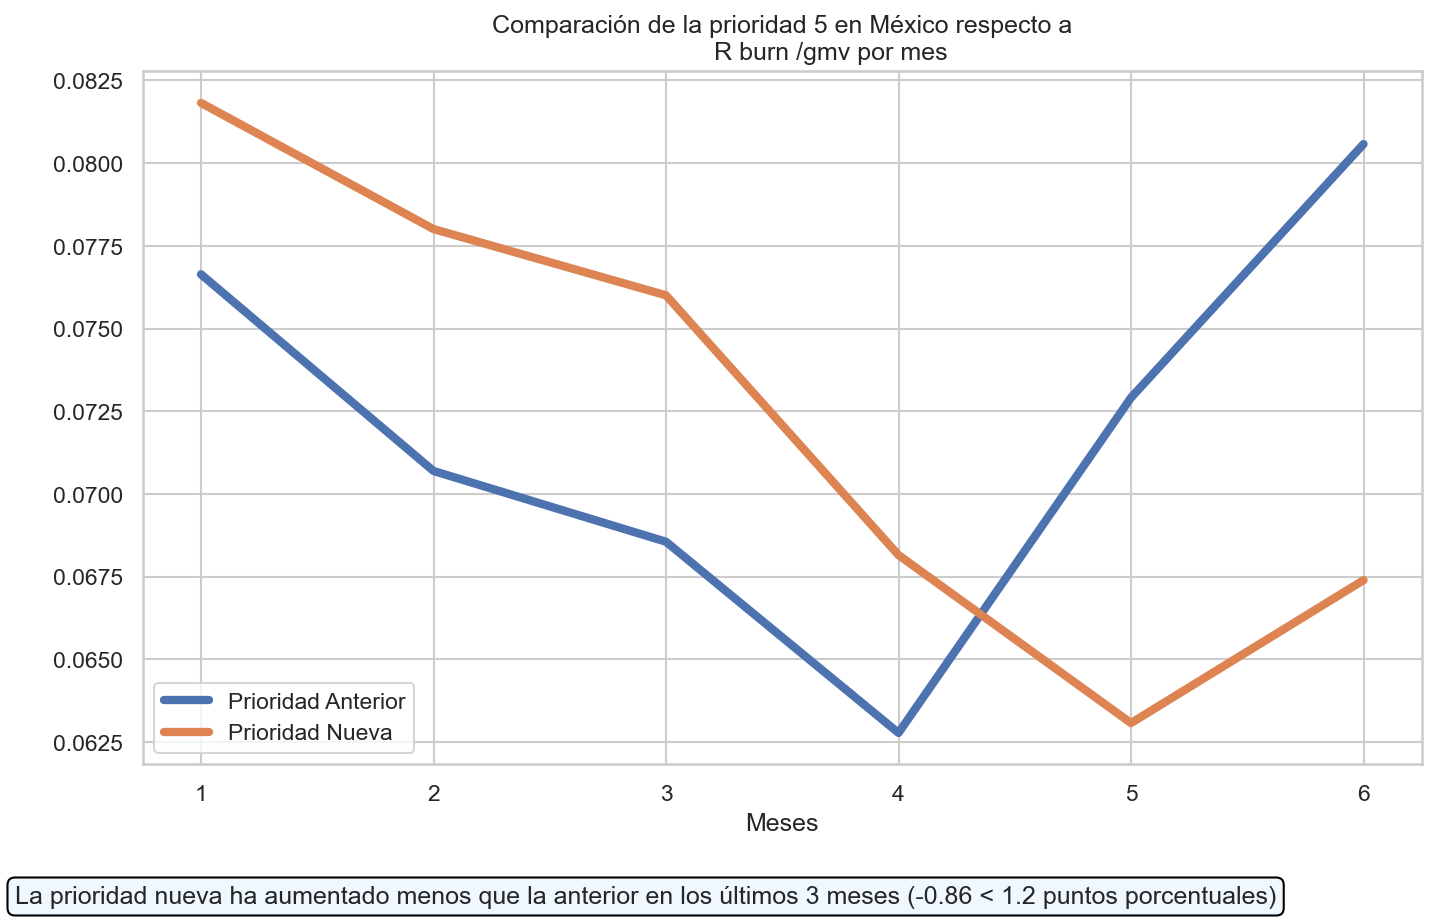 Comparación de la prioridad 5 en México respecto a
R burn /gmv por mes
0.0825
0.0800
0.0775
0.0750
0.0725
0.0700
0.0675
0.0650
0.0625
Prioridad Anterior
Prioridad Nueva
1 2 3 4 5 6
Meses
La prioridad nueva ha aumentado menos que la anterior en los últimos 3 meses (-0.86 < 1.2 puntos porcentuales)